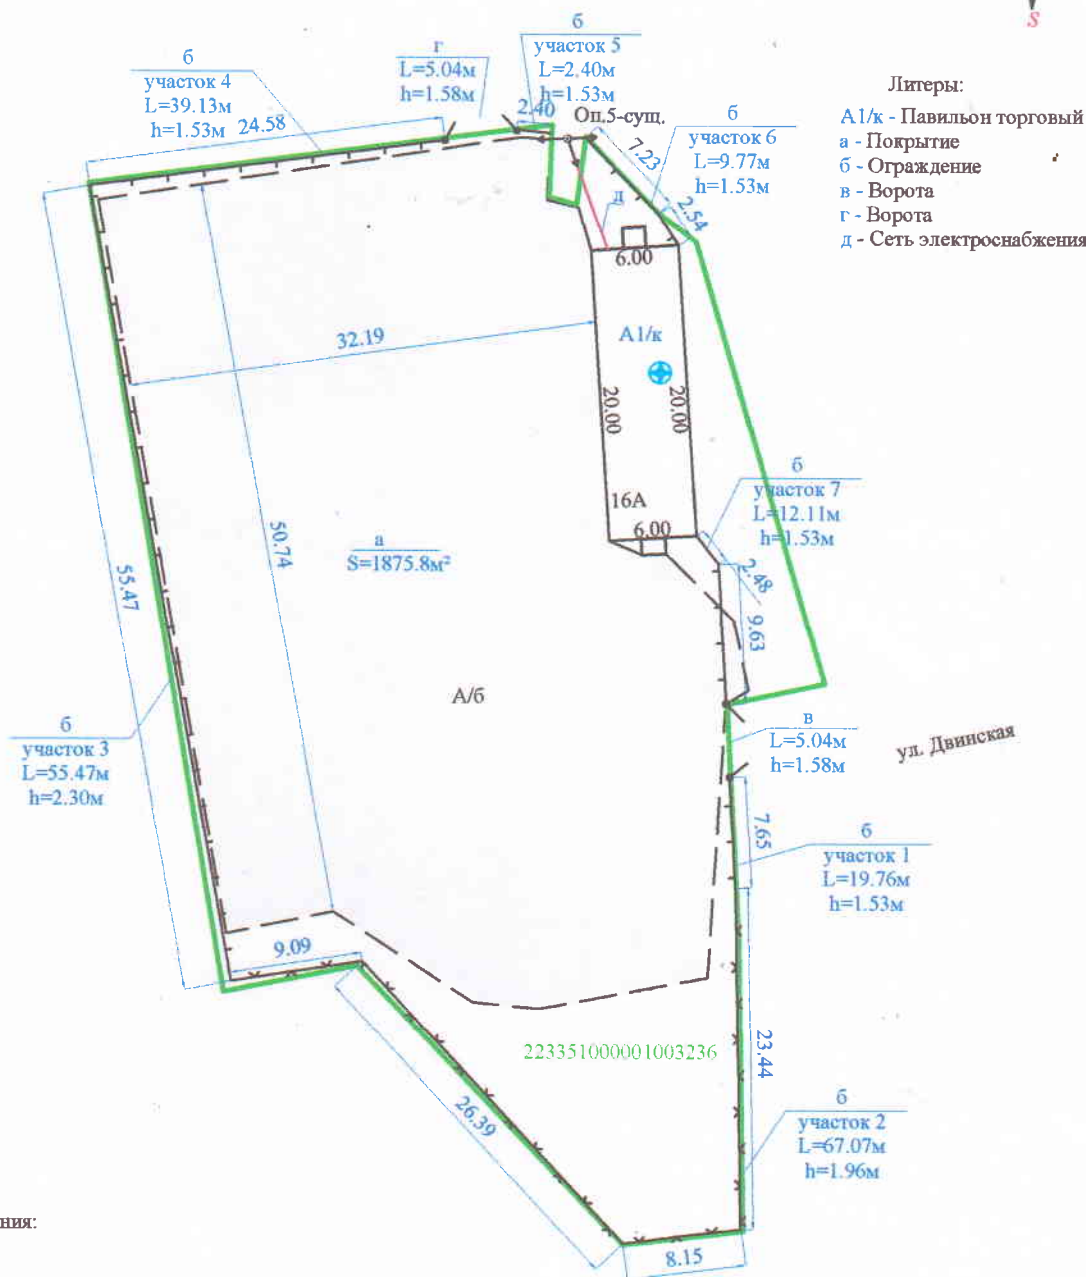 S
б
участок 5
L=2.40м
h=1.53м
2.40
г
L=5.04м
h=1.58м
б
участок 4
L=39.13м
h=1.53м
24.58
Оп.5-сущ.
б
участок 6
L=9.77м
h=1.53м
7.23
2.54
д
6.00
Литеры:
А1/к - Павильон торговый
а - Покрытие
б - Ограждение
в - Ворота
г - Ворота
д - Сеть электроснабжения
32.19
А1/к
20.00
20.00
16А
6.00
б
участок 7
L=12.11м
h=1.53м
2.48
9.63
50.74
а
S=1875.8м²
55.47
А/б
б
участок 3
L=55.47м
h=2.30м
в
L=5.04м
h=1.58м
ул. Двинская
7.65
б
участок 1
L=19.76м
h=1.53м
9.09
223351000001003236
23.44
26.39
б
участок 2
L=67.07м
h=1.96м
ния:
8.15